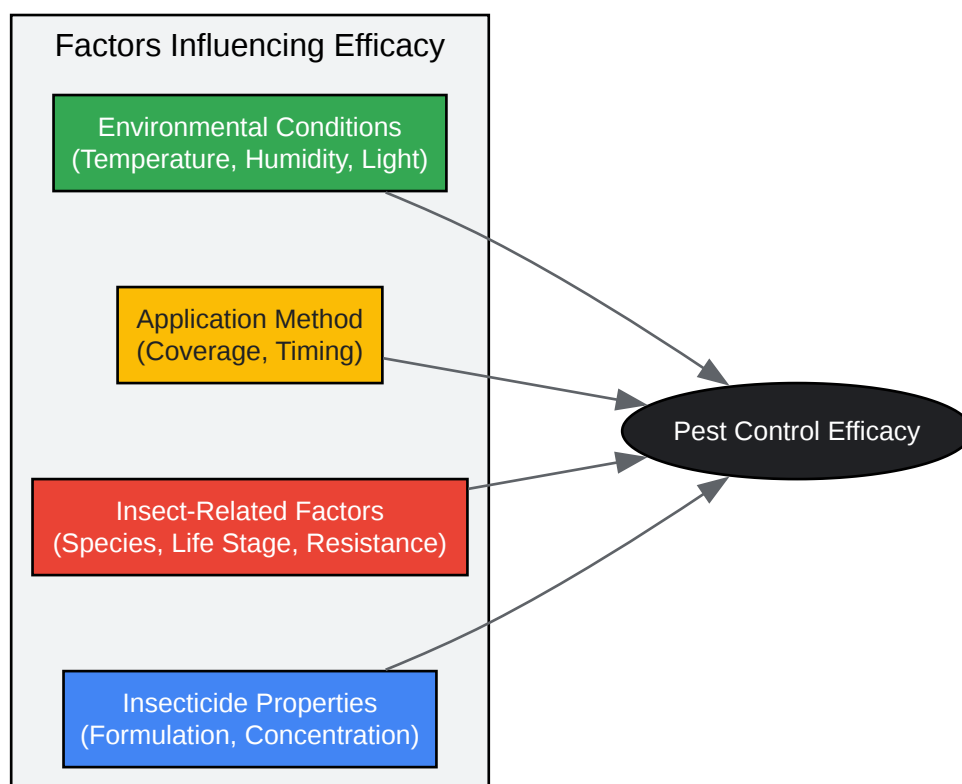 Factors Influencing Efficacy
Environmental Conditions
(Temperature, Humidity, Light)
Application Method
(Coverage, Timing)
Pest Control Efficacy
Insect-Related Factors
(Species, Life Stage, Resistance)
Insecticide Properties
(Formulation, Concentration)